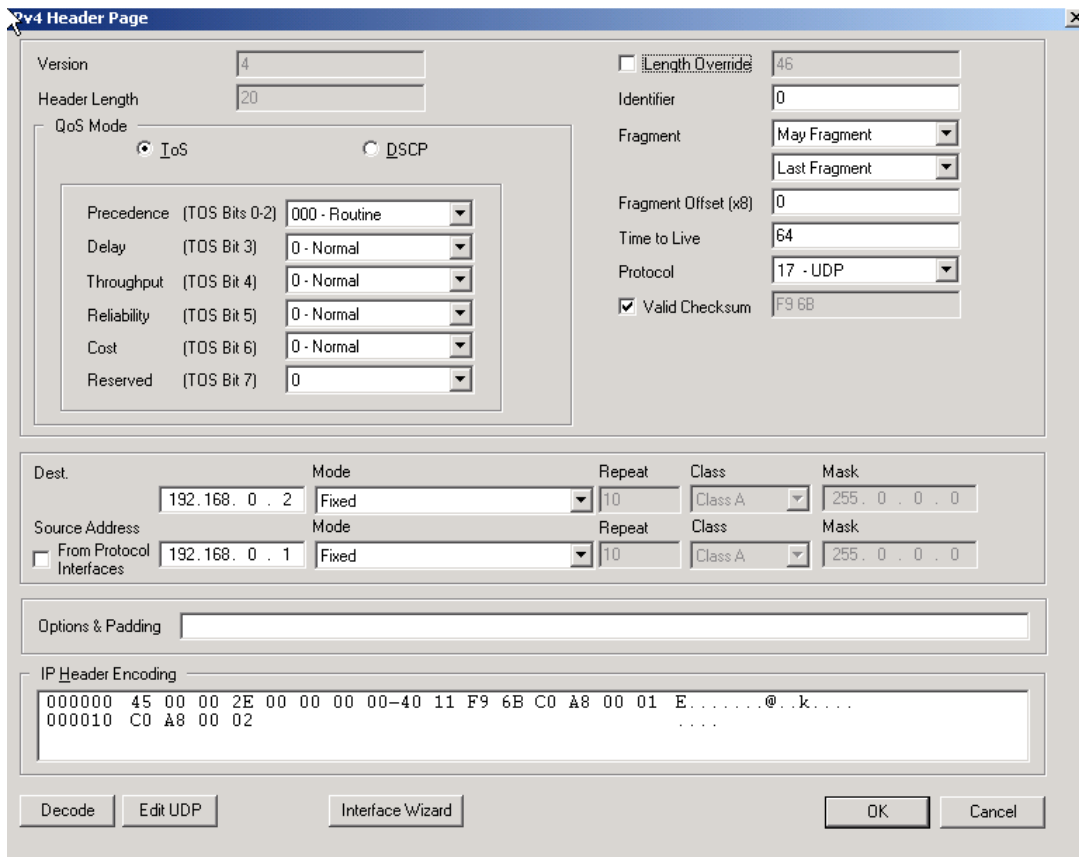 Pv4 Header Page
Version 4
Length Override 46
Header Length 20
Identifier 0
QoS Mode
ToS DSCP
Fragment May Fragment
Last Fragment
Precedence (TOS Bits 0-2) 000 - Routine
Fragment Offset (x8) 0
Delay (TOS Bit 3) 0 - Normal
Time to Live 64
Throughput (TOS Bit 4) 0 - Normal
Protocol 17 - UDP
Reliability (TOS Bit 5) 0 - Normal
Valid Checksum F9 6B
Cost (TOS Bit 6) 0 - Normal
Reserved (TOS Bit 7) 0
Dest. Mode Repeat Class Mask
192.168. 0 . 2 Fixed 10 Class A 255. 0 . 0 . 0
Source Address Mode Repeat Class Mask
From Protocol Interfaces 192.168. 0 . 1 Fixed 10 Class A 255. 0 . 0 . 0
Options & Padding
IP Header Encoding
000000 45 00 00 2E 00 00 00 00-40 11 F9 6B C0 A8 00 01 E.......@..k....
000010 C0 A8 00 02 ....
Decode Edit UDP Interface Wizard OK Cancel